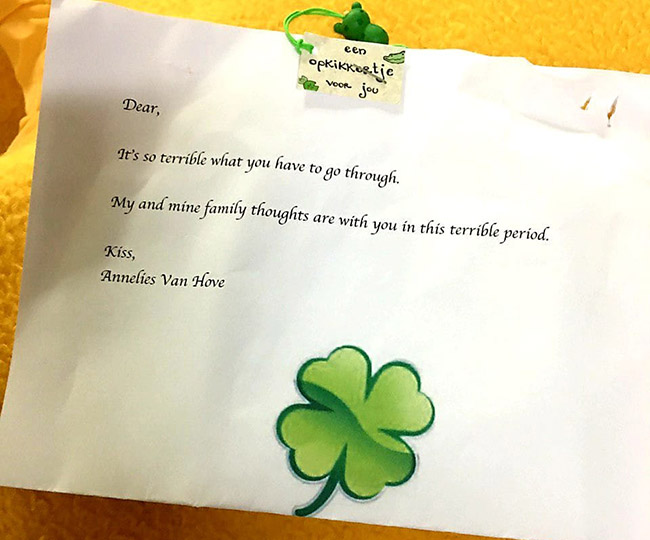 een
opkikkertje
voor jou
Dear,
It's so terrible what you have to go through.
My and mine family thoughts are with you in this terrible period.
Kiss,
Annelies Van Hove